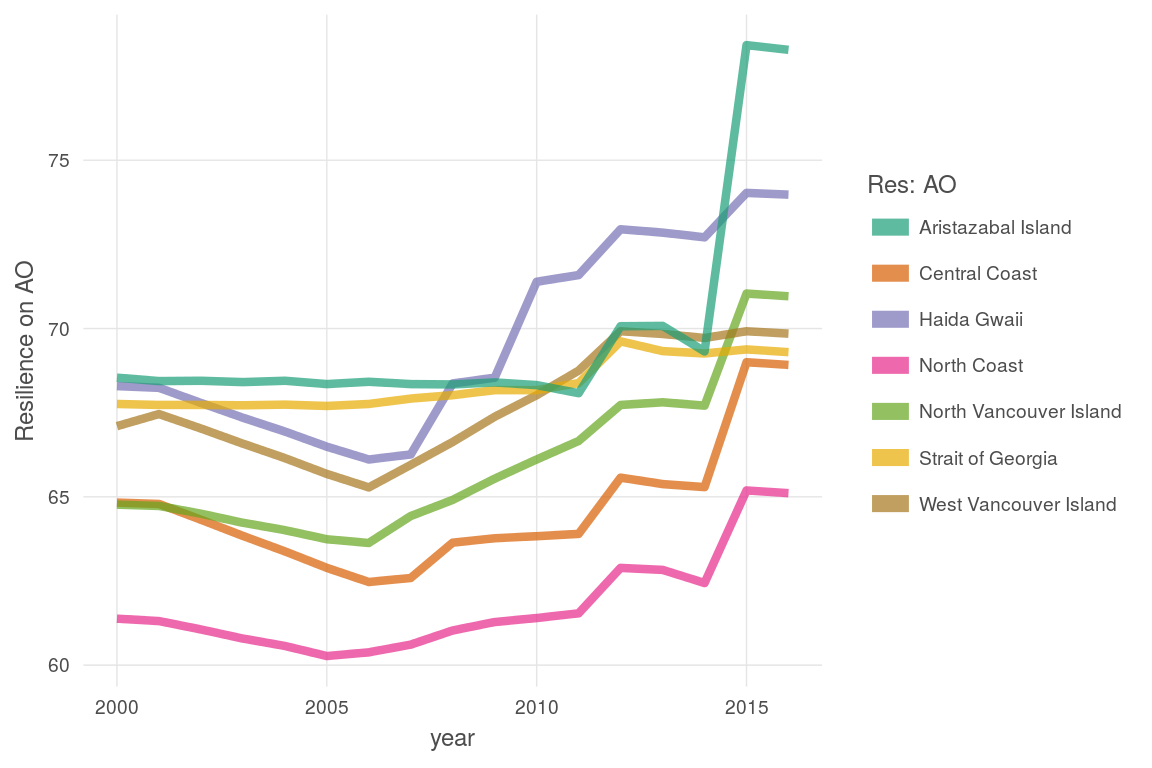 75
70
65
60
Resilience on AO
2000
2005
2010
2015
year
Res: AO
Aristazabal Island
Central Coast
Haida Gwaii
North Coast
North Vancouver Island
Strait of Georgia
West Vancouver Island